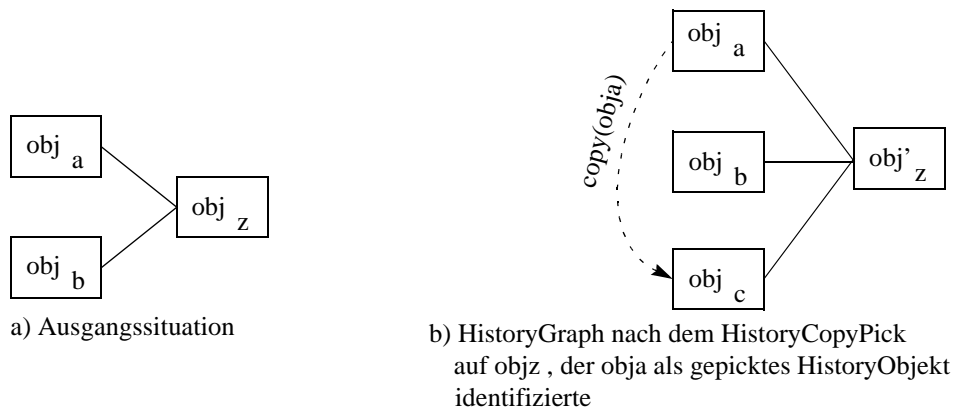 obj a
obj b
obj z
a) Ausgangssituation
obj a
copy(obja)
obj b
obj' z
obj c
b) HistoryGraph nach dem HistoryCopyPick
auf objz , der obja als gepicktes HistoryObjekt
identifizierte